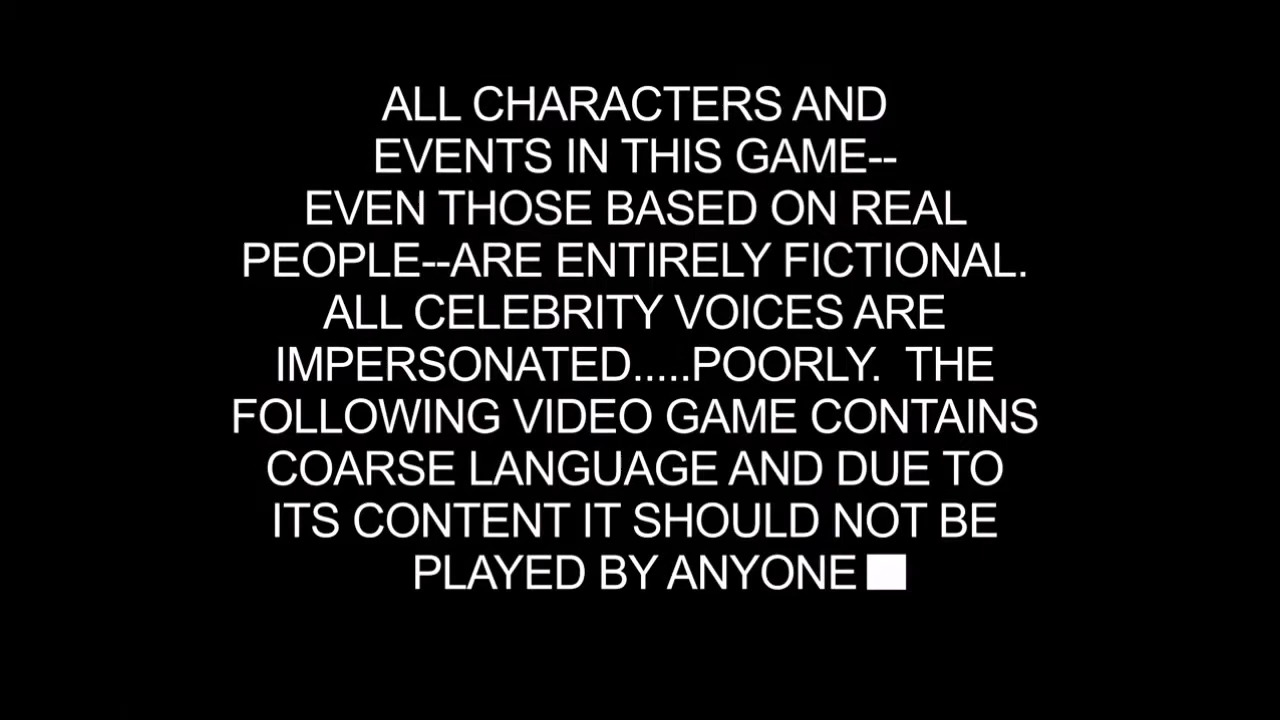 ALL CHARACTERS AND
EVENTS IN THIS GAME--
EVEN THOSE BASED ON REAL
PEOPLE--ARE ENTIRELY FICTIONAL.
ALL CELEBRITY VOICES ARE
IMPERSONATED.....POORLY.  THE
FOLLOWING VIDEO GAME CONTAINS
COARSE LANGUAGE AND DUE TO
ITS CONTENT IT SHOULD NOT BE
PLAYED BY ANYONE